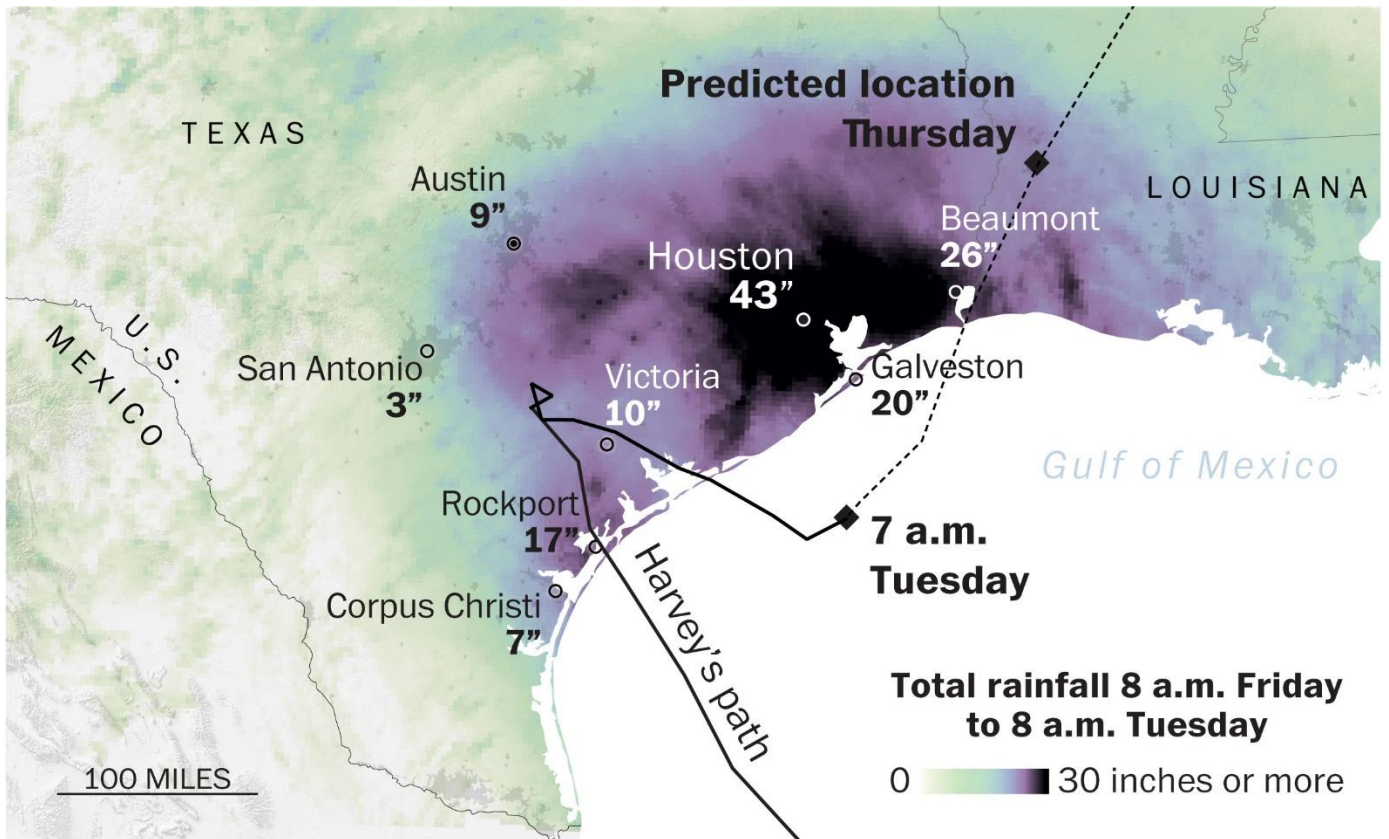 Predicted location
Thursday
TEXAS
LOUISIANA
Austin
9”
Beaumont
26”
Houston
43”
U.S.
MEXICO
San Antonio
3”
Victoria
10”
Galveston
20”
Gulf of Mexico
Rockport
17”
7 a.m.
Tuesday
Harvey's path
Corpus Christi
7”
Total rainfall 8 a.m. Friday
to 8 a.m. Tuesday
0 30 inches or more
100 MILES